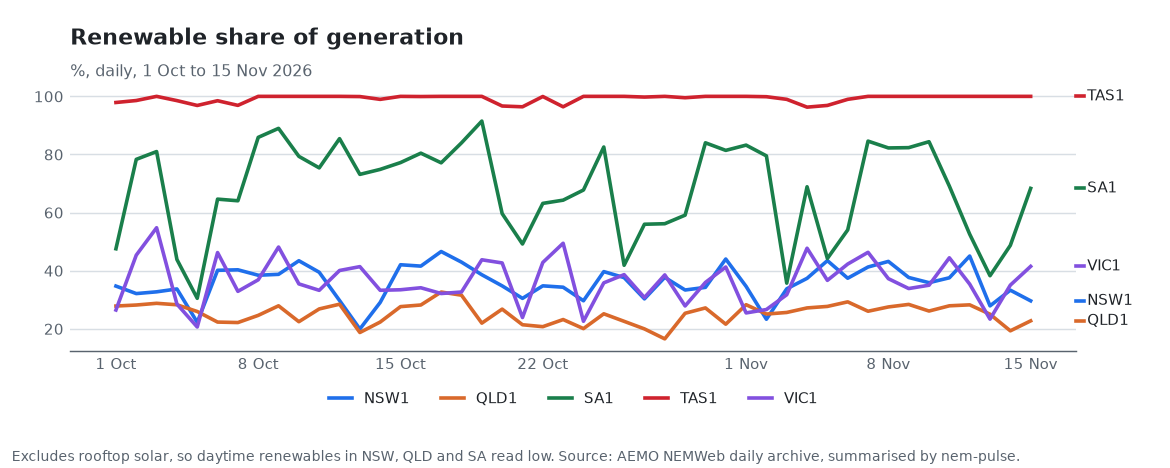 Renewable share of generation
%, daily, 1 Oct to 15 Nov 2026
100
80
60
40
20
TAS1
SA1
VIC1
NSW1
QLD1
1 Oct 8 Oct 15 Oct 22 Oct 1 Nov 8 Nov 15 Nov
NSW1 QLD1 SA1 TAS1 VIC1
Excludes rooftop solar, so daytime renewables in NSW, QLD and SA read low. Source: AEMO NEMWeb daily archive, summarised by nem-pulse.